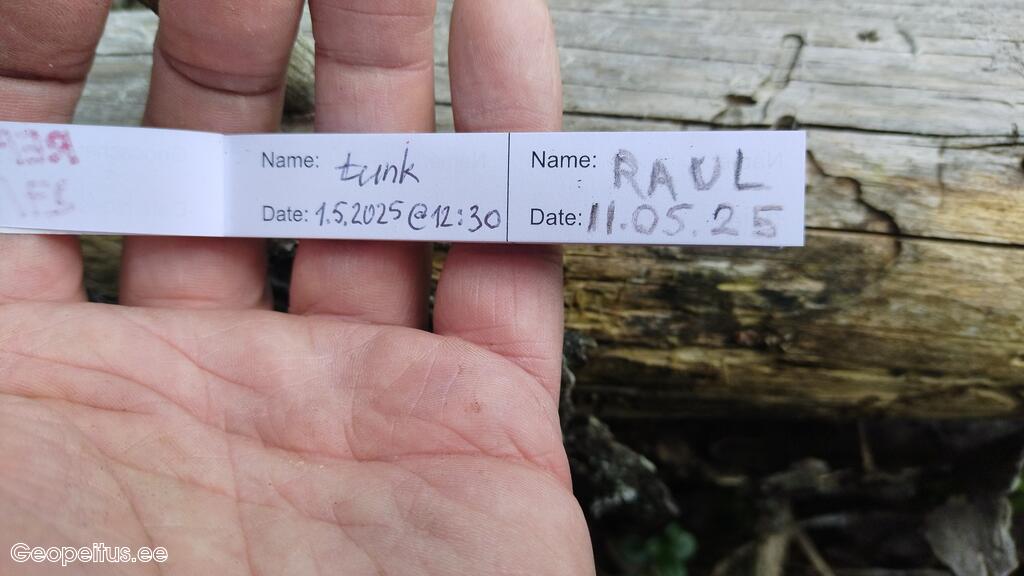 Name: tunk
Date: 1.5.2025 @ 12:30
Name: RAUL
Date: 11.05.25
Geopeitus.ee